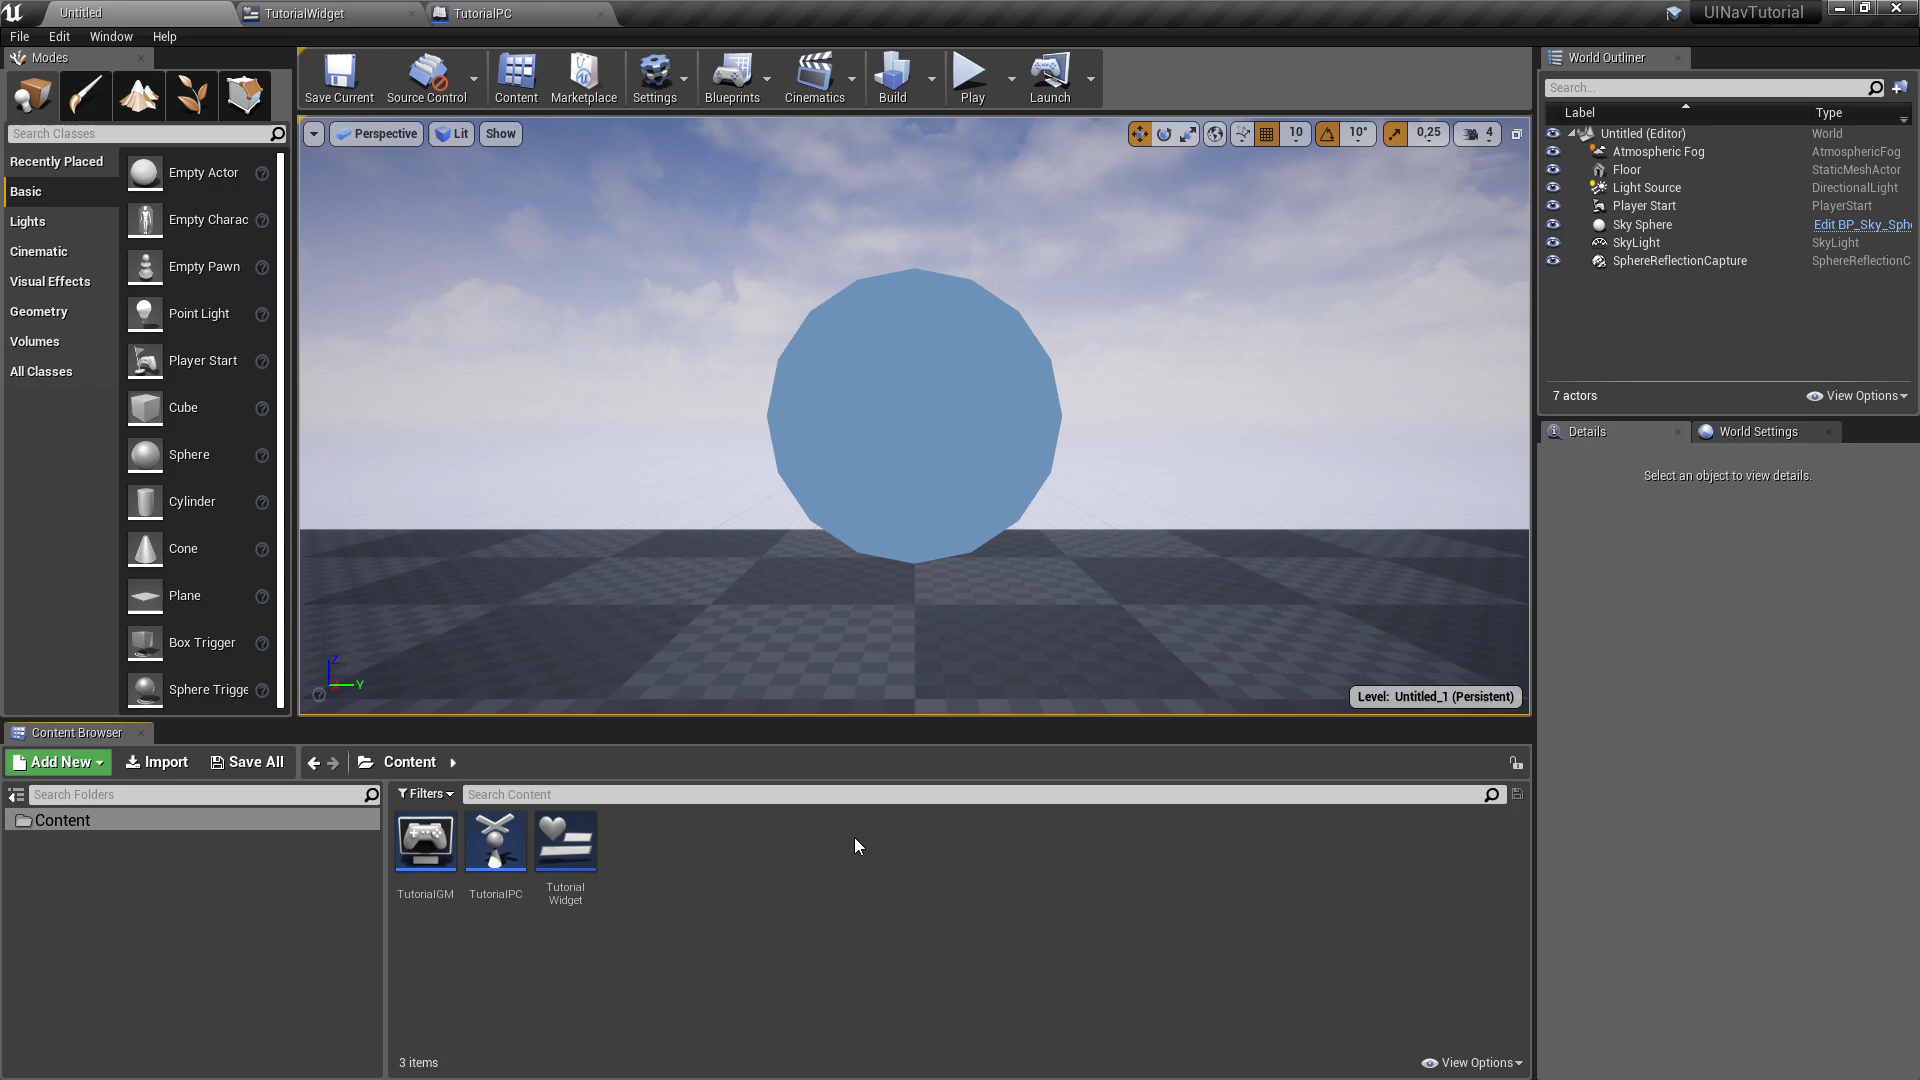 Untitled
TutorialWidget
TutorialPC
UINavTutorial
File Edit Window Help
Modes
Search Classes
Recently Placed
Basic
Lights
Cinematic
Visual Effects
Geometry
Volumes
All Classes
Empty Actor
Empty Charac
Empty Pawn
Point Light
Player Start
Cube
Sphere
Cylinder
Cone
Plane
Box Trigger
Sphere Trigge
Save Current
Source Control
Content
Marketplace
Settings
Blueprints
Cinematics
Build
Play
Launch
Perspective
Lit
Show
10
10°
0,25
4
Z
Y
Level: Untitled_1 (Persistent)
World Outliner
Search...
Label Type
Untitled (Editor) World
Atmospheric Fog AtmosphericFog
Floor StaticMeshActor
Light Source DirectionalLight
Player Start PlayerStart
Sky Sphere Edit BP_Sky_Sph
SkyLight SkyLight
SphereReflectionCapture SphereReflectionC
7 actors
View Options
Details
World Settings
Select an object to view details.
Content Browser
Add New
Import
Save All
Content
Search Folders
Content
Filters
Search Content
TutorialGM
TutorialPC
Tutorial
Widget
3 items
View Options